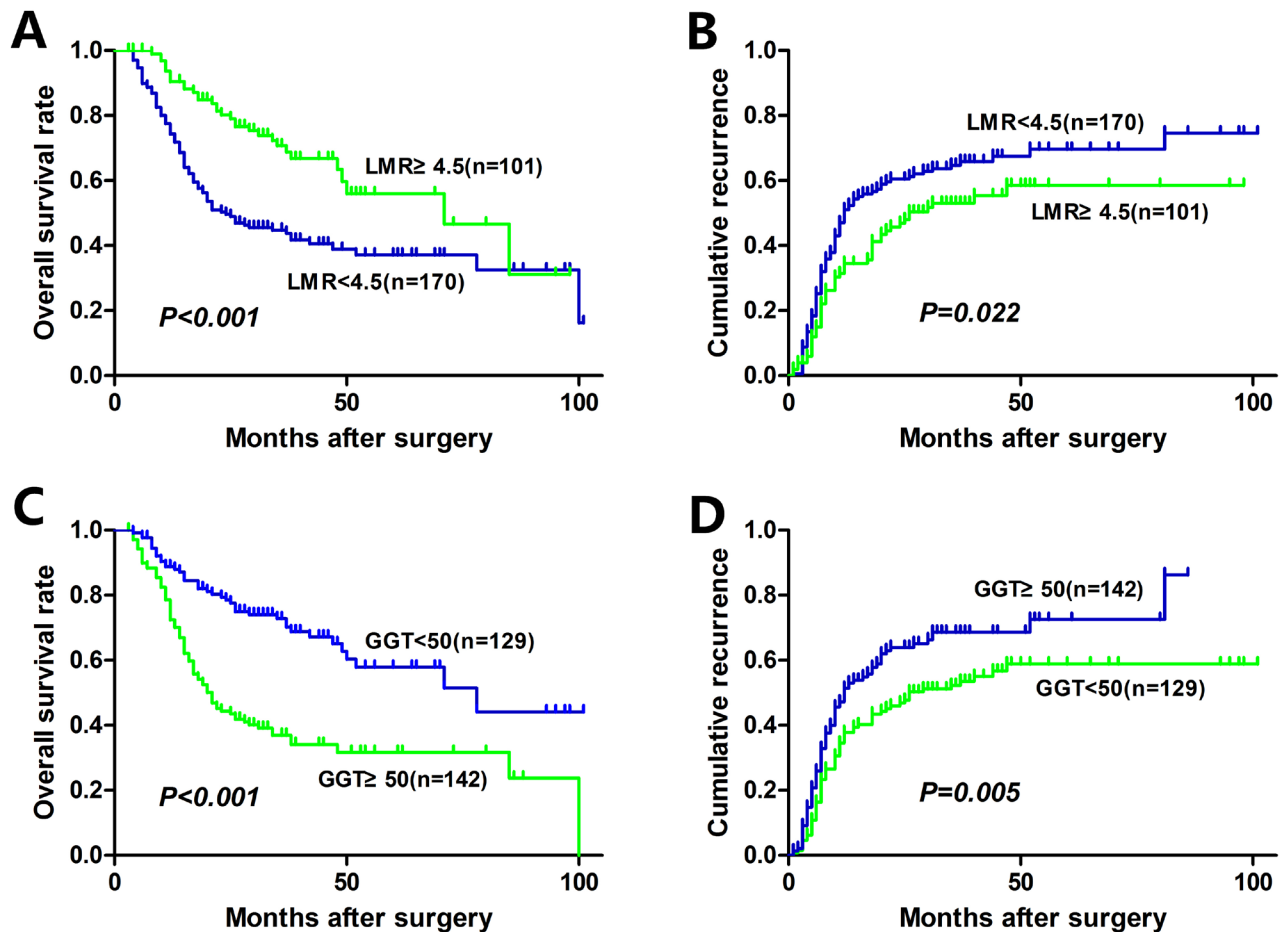 A
Overall survival rate
1.0
0.8
0.6
0.4
0.2
0.0
LMR≥ 4.5(n=101)
LMR<4.5(n=170)
P<0.001
0
50
100
Months after surgery
B
Cumulative recurrence
1.0
0.8
0.6
0.4
0.2
0.0
LMR<4.5(n=170)
LMR≥ 4.5(n=101)
P=0.022
0
50
100
Months after surgery
C
Overall survival rate
1.0
0.8
0.6
0.4
0.2
0.0
GGT<50(n=129)
GGT≥ 50(n=142)
P<0.001
0
50
100
Months after surgery
D
Cumulative recurrence
1.0
0.8
0.6
0.4
0.2
0.0
GGT≥ 50(n=142)
GGT<50(n=129)
P=0.005
0
50
100
Months after surgery